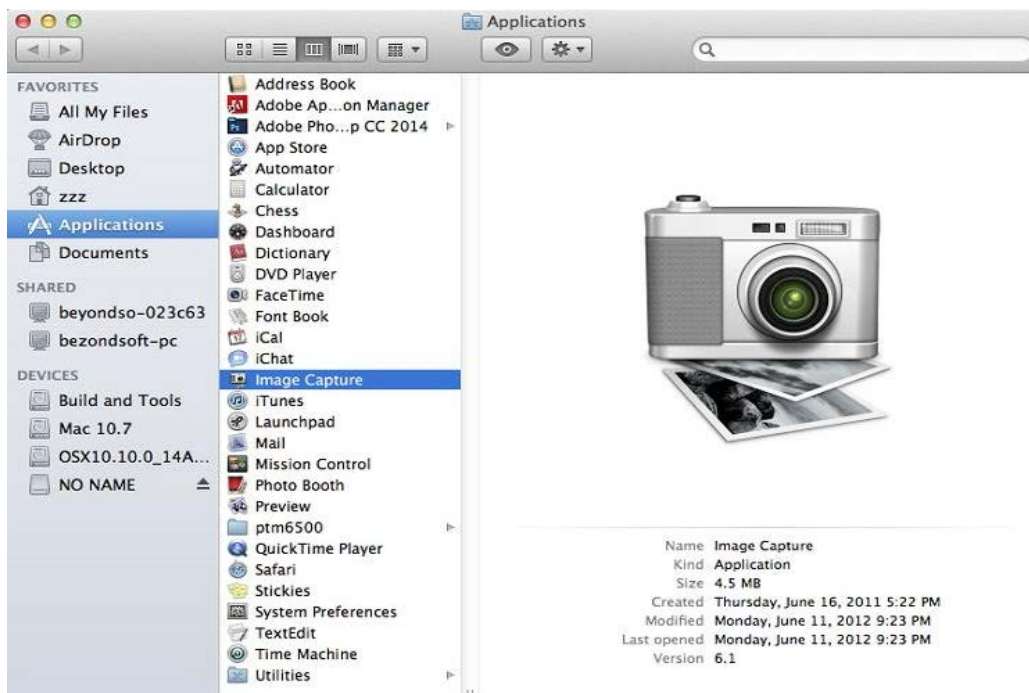 Applications
FAVORITES
All My Files
AirDrop
Desktop
zzz
Applications
Documents
SHARED
beyondso-023c63
bezondsoft-pc
DEVICES
Build and Tools
Mac 10.7
OSX10.10.0_14A...
NO NAME
Address Book
Adobe Ap...on Manager
Adobe Pho...p CC 2014
App Store
Automator
Calculator
Chess
Dashboard
Dictionary
DVD Player
FaceTime
Font Book
iCal
iChat
Image Capture
iTunes
Launchpad
Mail
Mission Control
Photo Booth
Preview
ptm6500
QuickTime Player
Safari
Stickies
System Preferences
TextEdit
Time Machine
Utilities
Name Image Capture
Kind Application
Size 4.5 MB
Created Thursday, June 16, 2011 5:22 PM
Modified Monday, June 11, 2012 9:23 PM
Last opened Monday, June 11, 2012 9:23 PM
Version 6.1